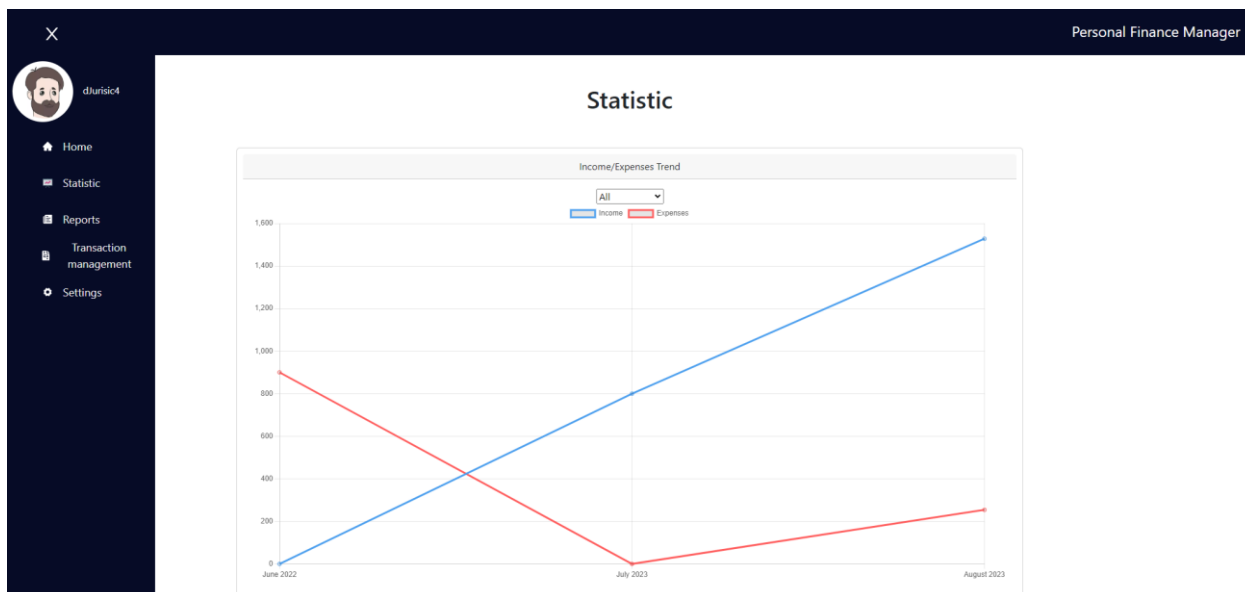 X
Personal Finance Manager
dJurisic4
Home
Statistic
Reports
Transaction
management
Settings
Statistic
Income/Expenses Trend
All
Income Expenses
1,600
1,400
1,200
1,000
800
600
400
200
0
June 2022 July 2023 August 2023